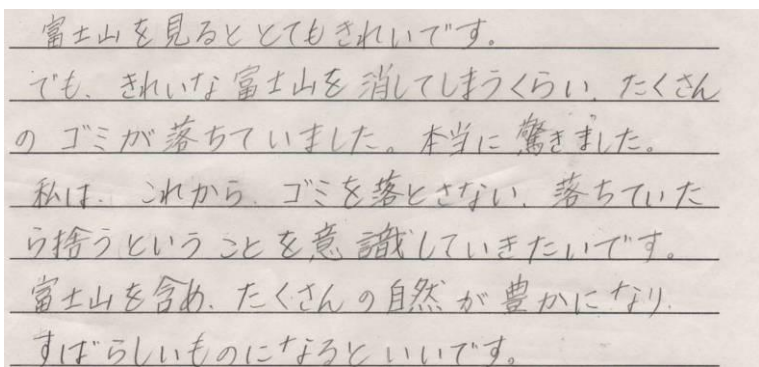 富士山を見るととてもきれいです。
でも、きれいな富士山を消してしまうくらい、たくさん
のゴミが落ちていました。本当に驚きました。
私は、これから、ゴミを落とさない、落ちていた
ら捨うということを意識していきたいです。
富士山を含め、たくさんの自然が豊かになり、
すばらしいものになるといいです。